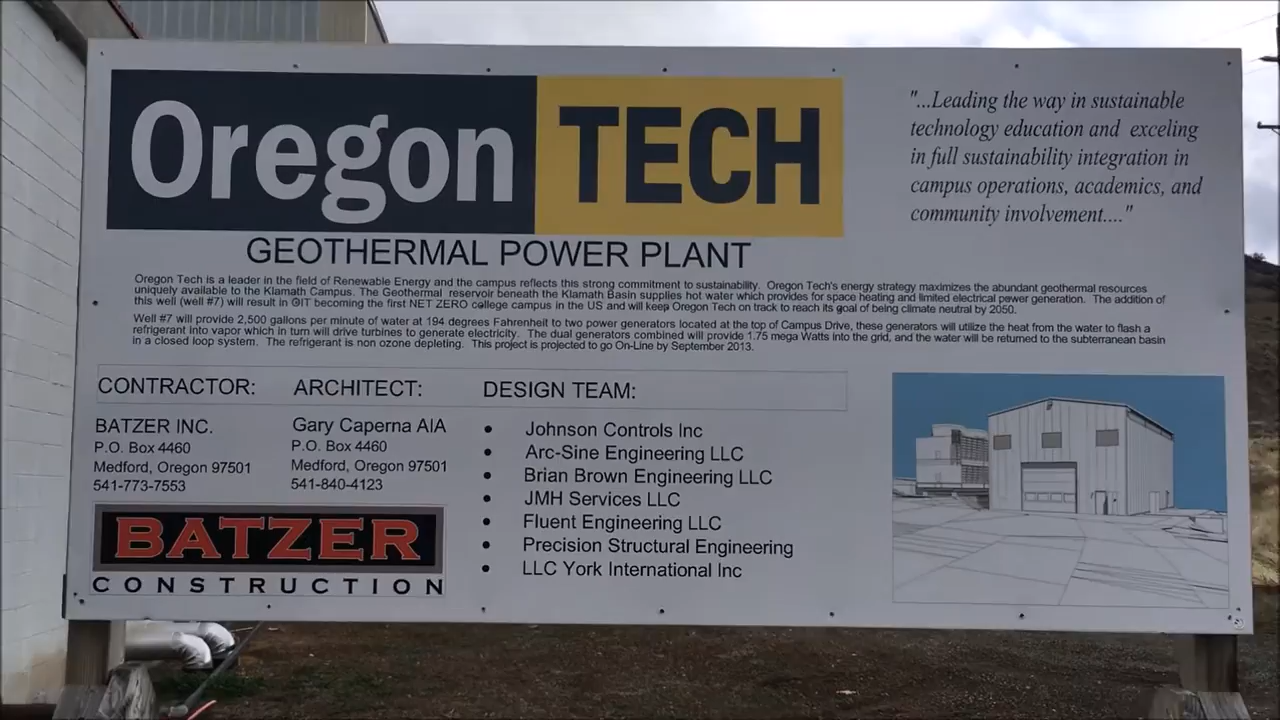 Oregon TECH
GEOTHERMAL POWER PLANT
"...Leading the way in sustainable
technology education and exceling
in full sustainability integration in
campus operations, academics, and
community involvement...."
Oregon Tech is a leader in the field of Renewable Energy and the campus reflects this strong commitment to sustainability. Oregon Tech's energy strategy maximizes the abundant geothermal resources
uniquely available to the Klamath Campus. The Geothermal reservoir beneath the Klamath Basin supplies hot water which provides for space heating and limited electrical power generation. The addition of
this well (well #7) will result in OIT becoming the first NET ZERO college campus in the US and will keep Oregon Tech on track to reach its goal of being climate neutral by 2050.
Well #7 will provide 2,500 gallons per minute of water at 194 degrees Fahrenheit to two power generators located at the top of Campus Drive, these generators will utilize the heat from the water to flash a
refrigerant into vapor which in turn will drive turbines to generate electricity. The dual generators combined will provide 1.75 mega Watts into the grid, and the water will be returned to the subterranean basin
in a closed loop system. The refrigerant is non ozone depleting. This project is projected to go On-Line by September 2013.
CONTRACTOR:
BATZER INC.
P.O. Box 4460
Medford, Oregon 97501
541-773-7553
BATZER
CONSTRUCTION
ARCHITECT:
Gary Caperna AIA
P.O. Box 4460
Medford, Oregon 97501
541-840-4123
DESIGN TEAM:
• Johnson Controls Inc
• Arc-Sine Engineering LLC
• Brian Brown Engineering LLC
• JMH Services LLC
• Fluent Engineering LLC
• Precision Structural Engineering
• LLC York International Inc